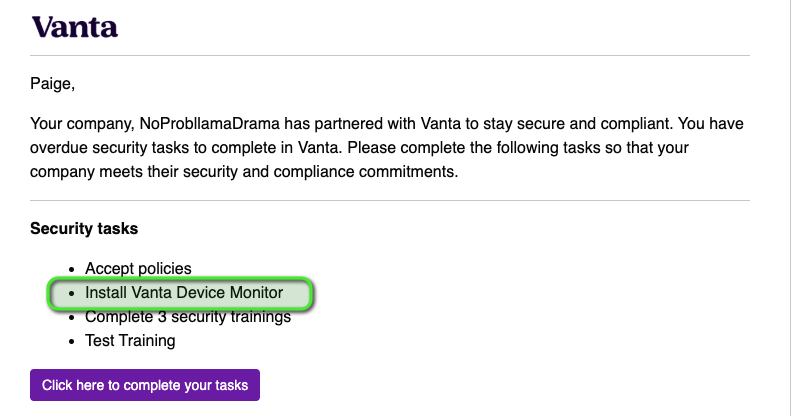 Vanta
Paige,
Your company, NoProbllamaDrama has partnered with Vanta to stay secure and compliant. You have
overdue security tasks to complete in Vanta. Please complete the following tasks so that your
company meets their security and compliance commitments.
Security tasks
• Accept policies
• Install Vanta Device Monitor
• Complete 3 security trainings
• Test Training
Click here to complete your tasks